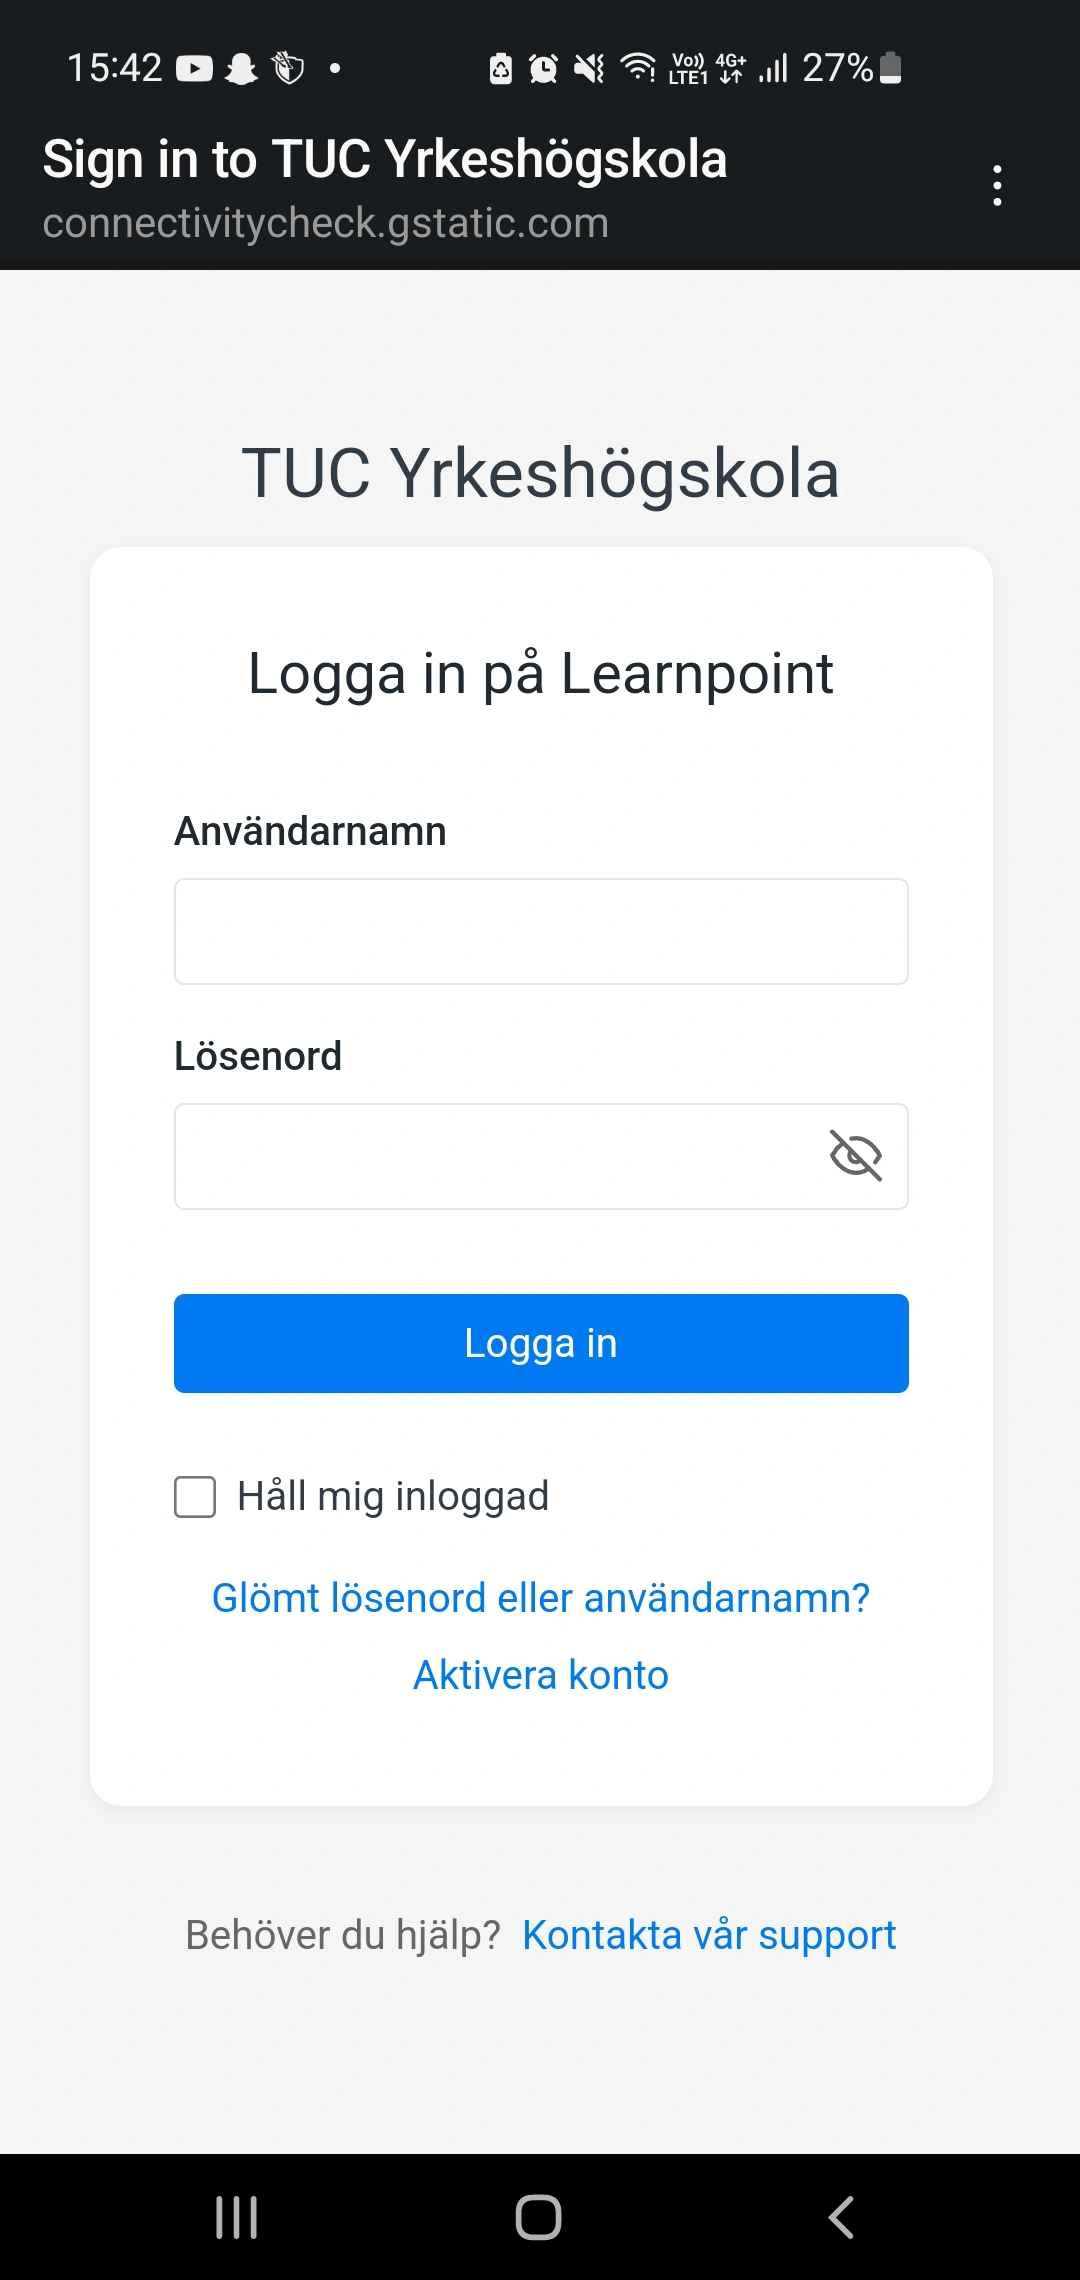 15:42 Vo)) LTE1 4G+ 27%
Sign in to TUC Yrkeshögskola
connectivitycheck.gstatic.com
TUC Yrkeshögskola
Logga in på Learnpoint
Användarnamn
Lösenord
Logga in
Håll mig inloggad
Glömt lösenord eller användarnamn?
Aktivera konto
Behöver du hjälp? Kontakta vår support